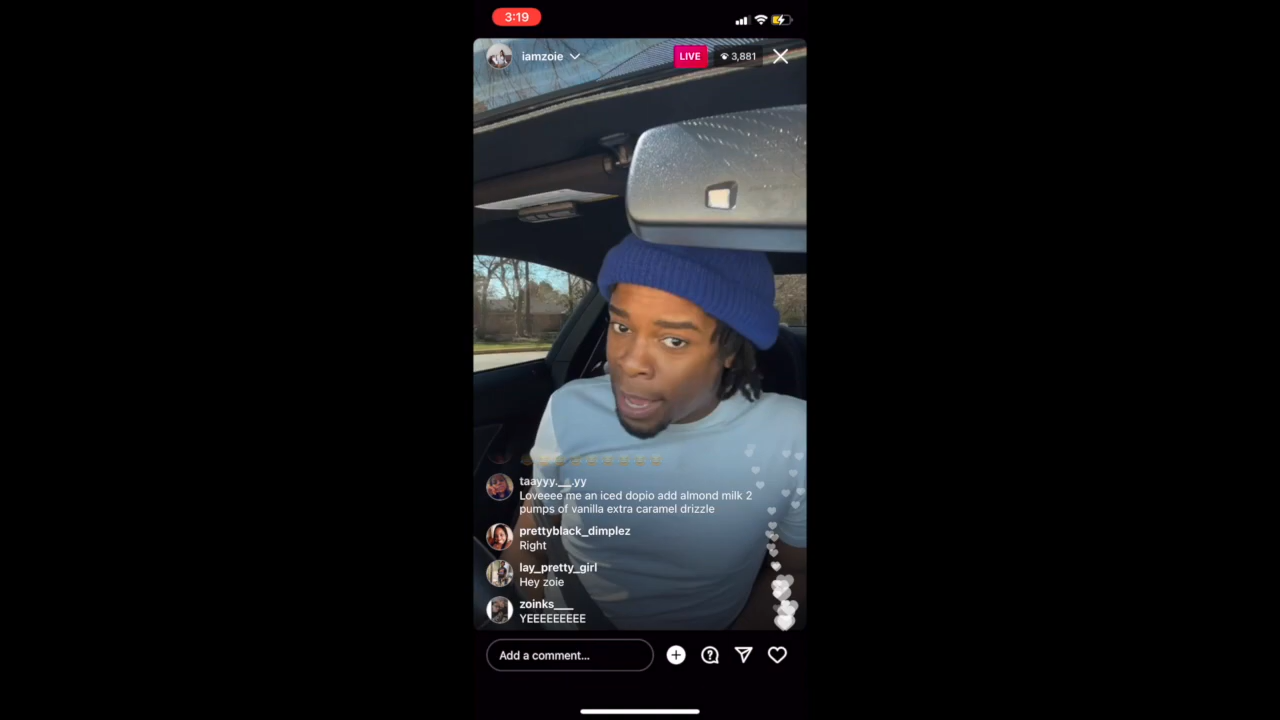 3:19
iamzoie
LIVE
3,881
taayyy.__.yy
Loveeee me an iced dopio add almond milk 2
pumps of vanilla extra caramel drizzle
prettyblack_dimplez
Right
lay_pretty_girl
Hey zoie
zoinks___
YEEEEEEEEE
Add a comment...